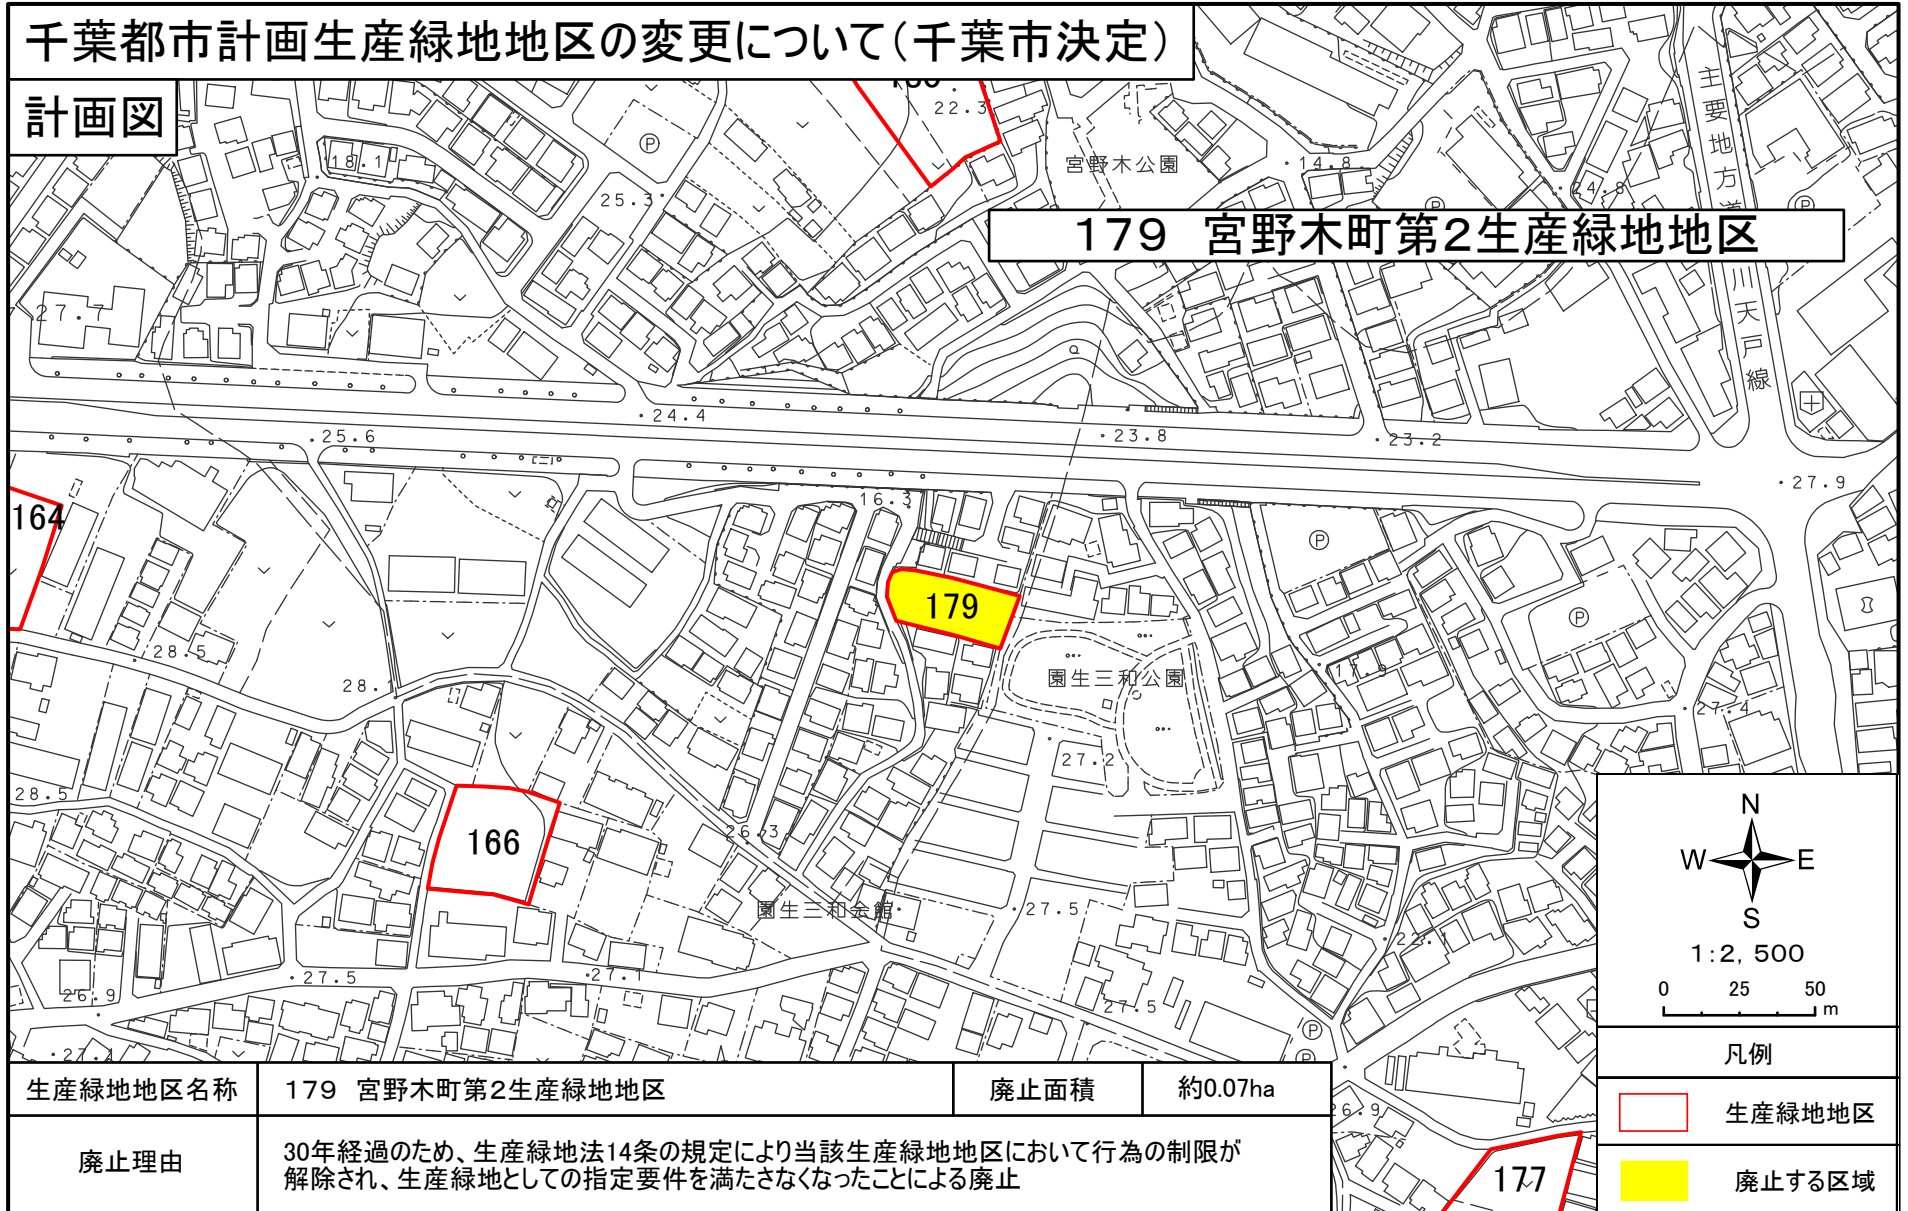 千葉都市計画生産緑地地区の変更について(千葉市決定)
計画図
22.3
宮野木公園
14.8
18.1
25.3
24.8
主要地方道
川天戸線
179 宮野木町第2生産緑地地区
27.7
24.4
25.6
23.8
23.2
27.9
16.3
164
179
28.5
28.1
園生三和公園
17.9
27.4
27.2
28.5
166
26.3
園生三和会館
27.5
22.1
27.5
27.1
26.9
27.5
26.9
177
P
P
P
P
P
P
P
N
W
E
S
1:2,500
0 25 50
m
凡例
生産緑地地区
廃止する区域
生産緑地地区名称
179 宮野木町第2生産緑地地区
廃止面積
約0.07ha
廃止理由
30年経過のため、生産緑地法14条の規定により当該生産緑地地区において行為の制限が
解除され、生産緑地としての指定要件を満たさなくなったことによる廃止